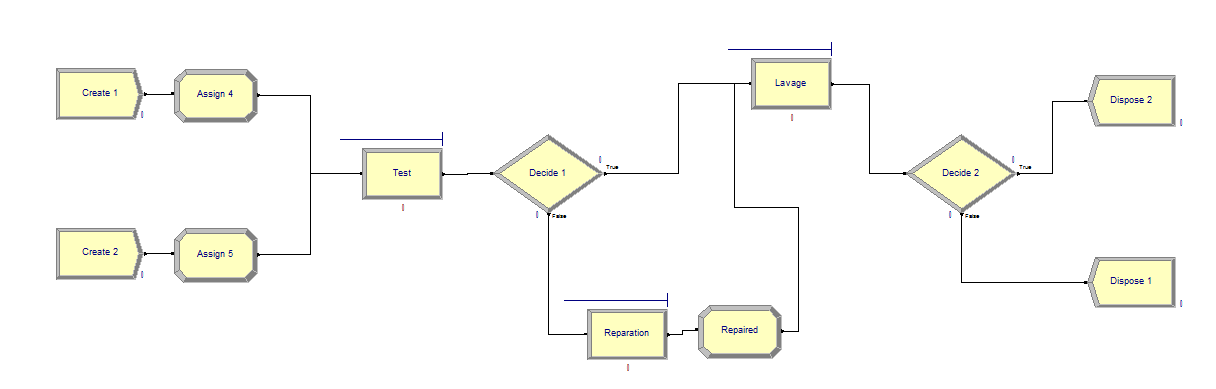 Create 1
Assign 4
Test
Decide 1
True
False
Lavage
Decide 2
True
False
Dispose 2
Create 2
Assign 5
Reparation
Repaired
Dispose 1